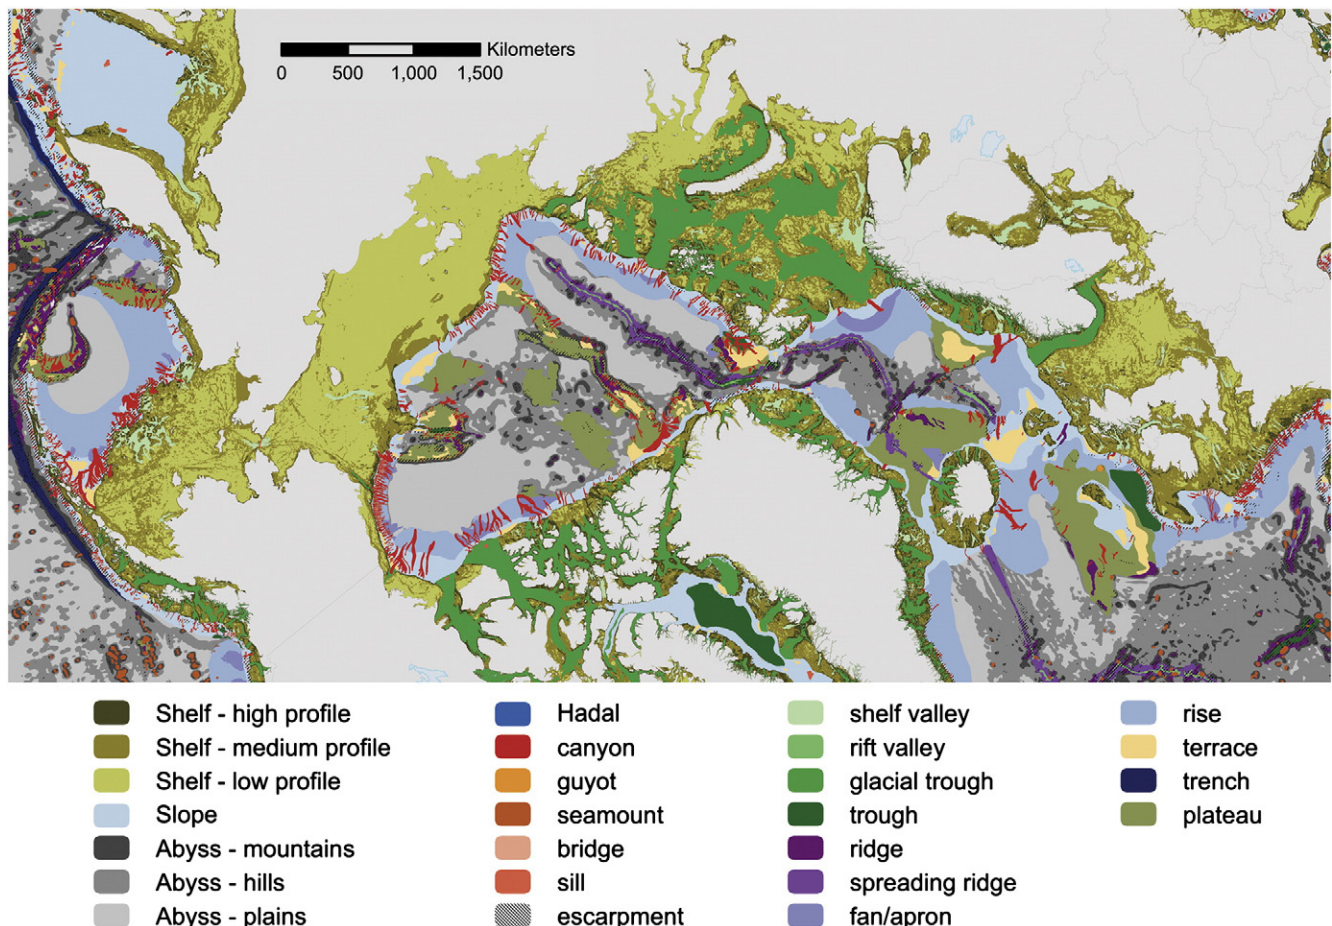 Kilometers
0 500 1,000 1,500
Shelf - high profile
Shelf - medium profile
Shelf - low profile
Slope
Abyss - mountains
Abyss - hills
Abyss - plains
Hadal
canyon
guyot
seamount
bridge
sill
escarpment
shelf valley
rift valley
glacial trough
trough
ridge
spreading ridge
fan/apron
rise
terrace
trench
plateau